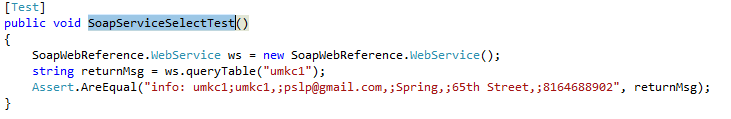 [Test]
public void SoapServiceSelectTest()
{
SoapWebReference.WebService ws = new SoapWebReference.WebService();
string returnMsg = ws.queryTable("umkc1");
Assert.AreEqual("info: umkc1;umkc1,;pslp@gmail.com,;Spring,;65th Street,;8164688902", returnMsg);
}